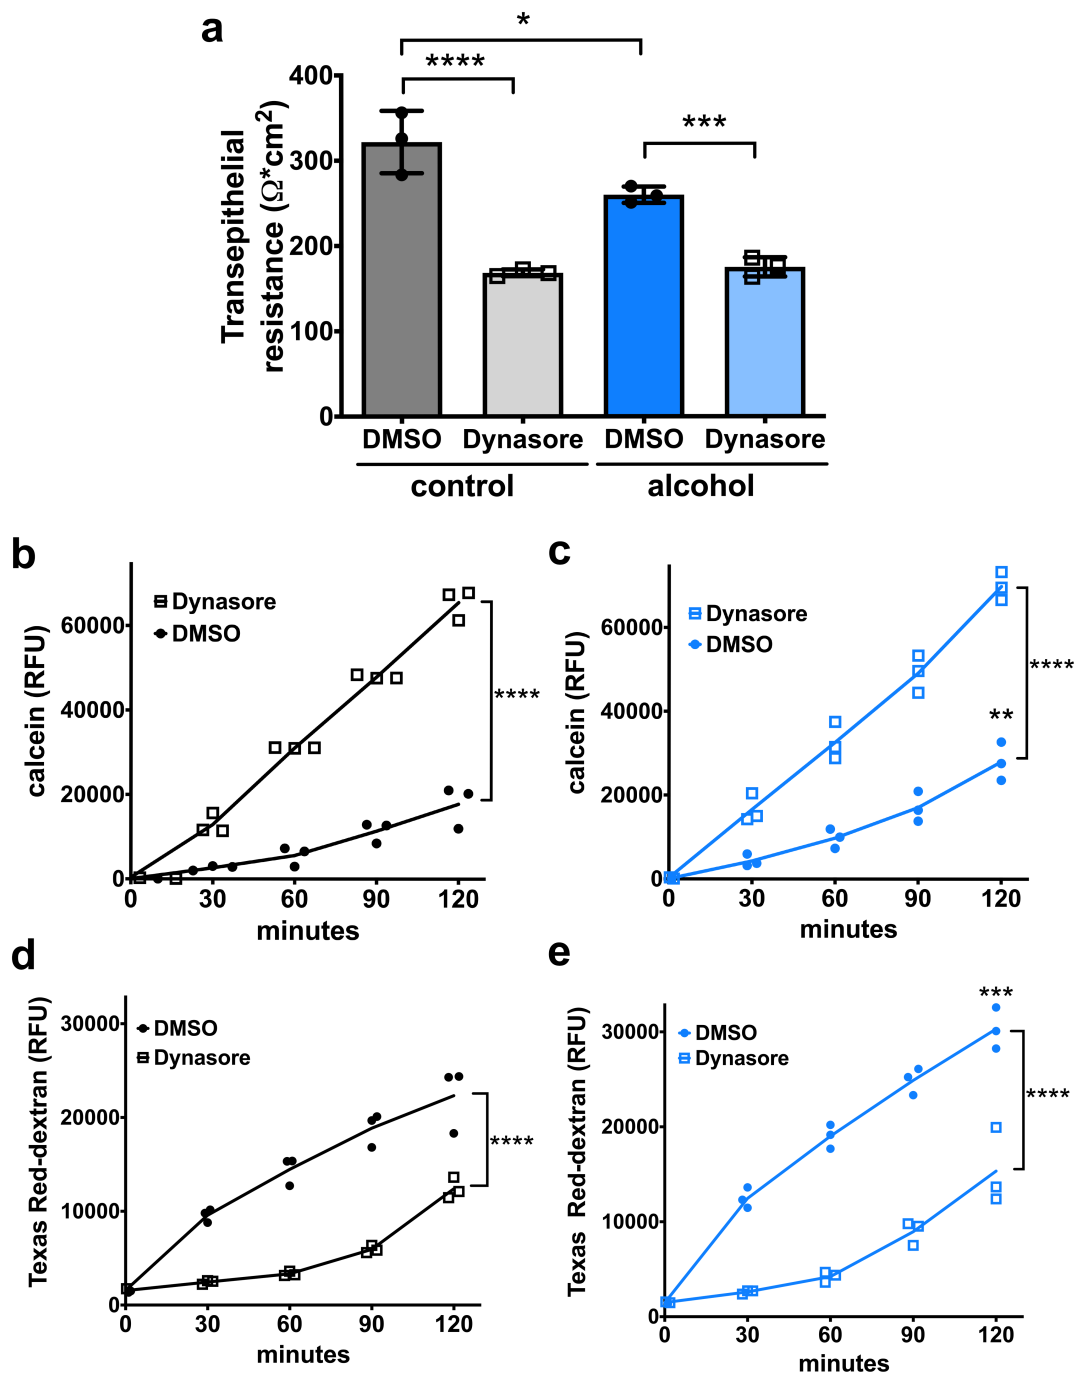 a
*
****
***
400
300
200
100
0
Transepithelial
resistance (Ω*cm2)
DMSO Dynasore DMSO Dynasore
control alcohol
b
Dynasore
DMSO
60000
40000
20000
0
calcein (RFU)
****
0 30 60 90 120
minutes
c
Dynasore
DMSO
60000
40000
20000
0
calcein (RFU)
****
**
0 30 60 90 120
minutes
d
DMSO
Dynasore
30000
20000
10000
0
Texas Red-dextran (RFU)
****
0 30 60 90 120
minutes
e
***
DMSO
Dynasore
30000
20000
10000
0
Texas Red-dextran (RFU)
****
0 30 60 90 120
minutes